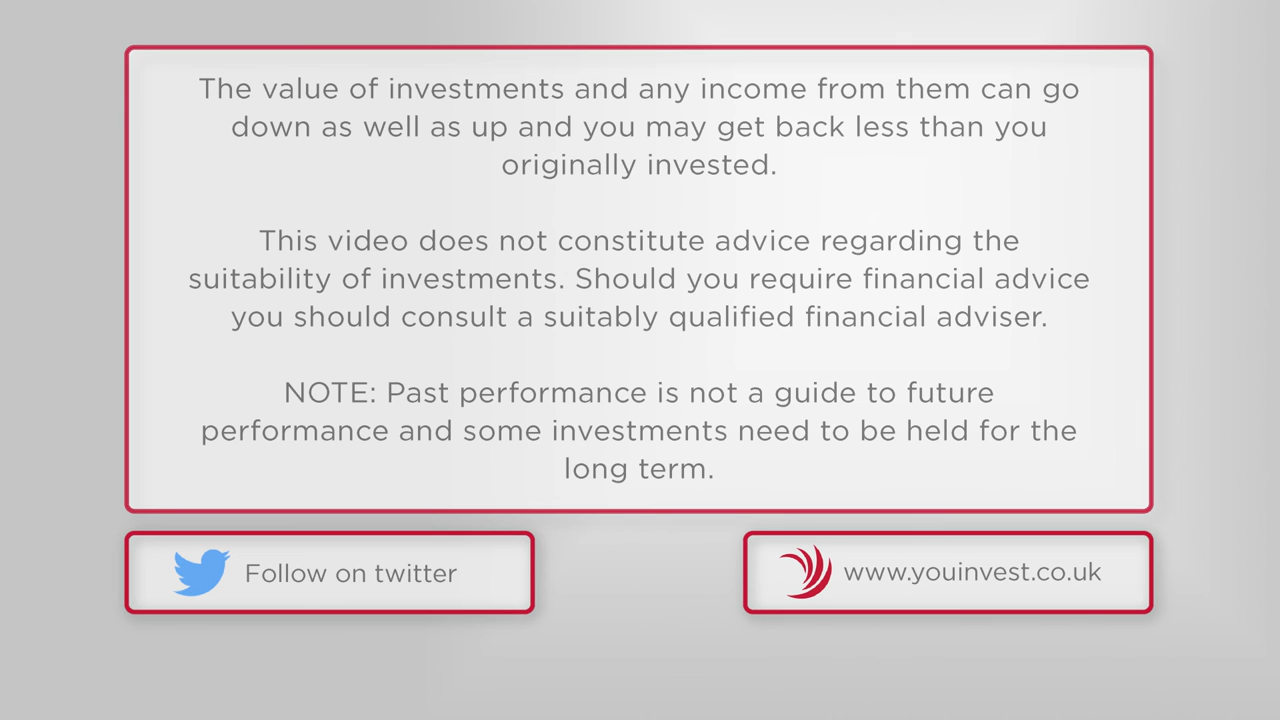 The value of investments and any income from them can go
down as well as up and you may get back less than you
originally invested.
This video does not constitute advice regarding the
suitability of investments. Should you require financial advice
you should consult a suitably qualified financial adviser.
NOTE: Past performance is not a guide to future
performance and some investments need to be held for the
long term.
Follow on twitter
www.youinvest.co.uk